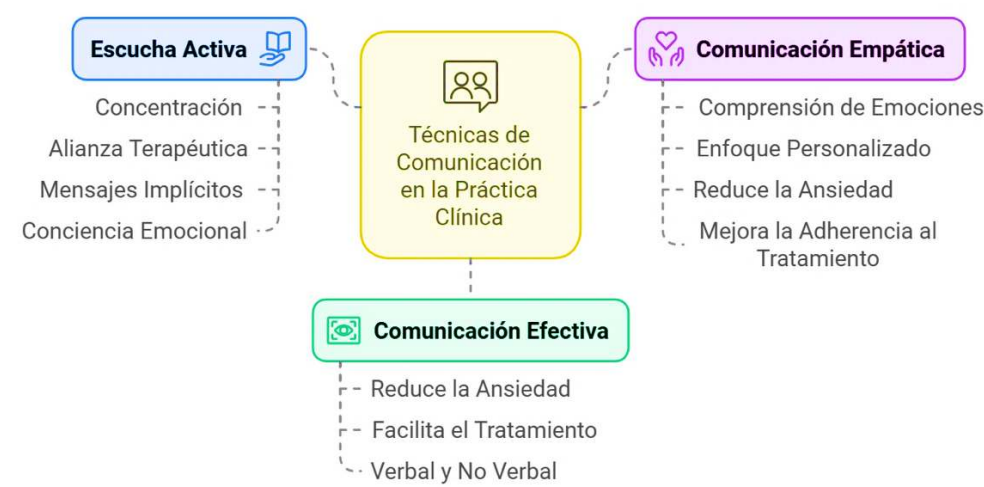 Escucha Activa
Concentración
Alianza Terapéutica
Mensajes Implícitos
Conciencia Emocional
Técnicas de
Comunicación
en la Práctica
Clínica
Comunicación Empática
Comprensión de Emociones
Enfoque Personalizado
Reduce la Ansiedad
Mejora la Adherencia al
Tratamiento
Comunicación Efectiva
Reduce la Ansiedad
Facilita el Tratamiento
Verbal y No Verbal